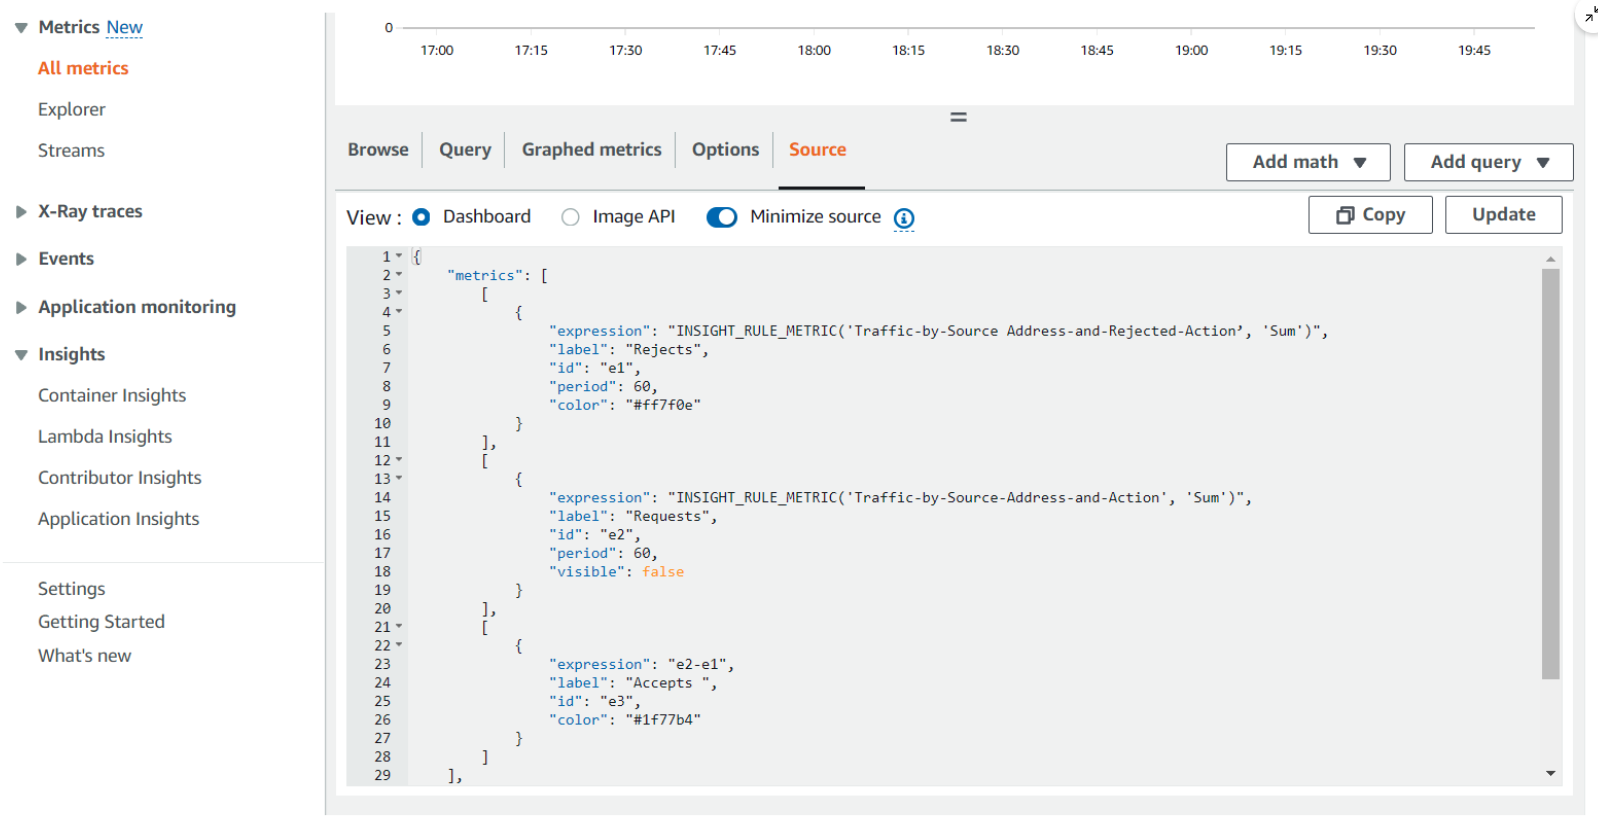 Metrics New
All metrics
Explorer
Streams
X-Ray traces
Events
Application monitoring
Insights
Container Insights
Lambda Insights
Contributor Insights
Application Insights
Settings
Getting Started
What's new
0
17:00 17:15 17:30 17:45 18:00 18:15 18:30 18:45 19:00 19:15 19:30 19:45
Browse Query Graphed metrics Options Source
Add math Add query
View : Dashboard Image API Minimize source
Copy Update
1 {
2 "metrics": [
3 [
4 {
5 "expression": "INSIGHT_RULE_METRIC('Traffic-by-Source Address-and-Rejected-Action’, 'Sum')",
6 "label": "Rejects",
7 "id": "e1",
8 "period": 60,
9 "color": "#ff7f0e"
10 }
11 ],
12 [
13 {
14 "expression": "INSIGHT_RULE_METRIC('Traffic-by-Source-Address-and-Action', 'Sum')",
15 "label": "Requests",
16 "id": "e2",
17 "period": 60,
18 "visible": false
19 }
20 ],
21 [
22 {
23 "expression": "e2-e1",
24 "label": "Accepts ",
25 "id": "e3",
26 "color": "#1f77b4"
27 }
28 ]
29 ],